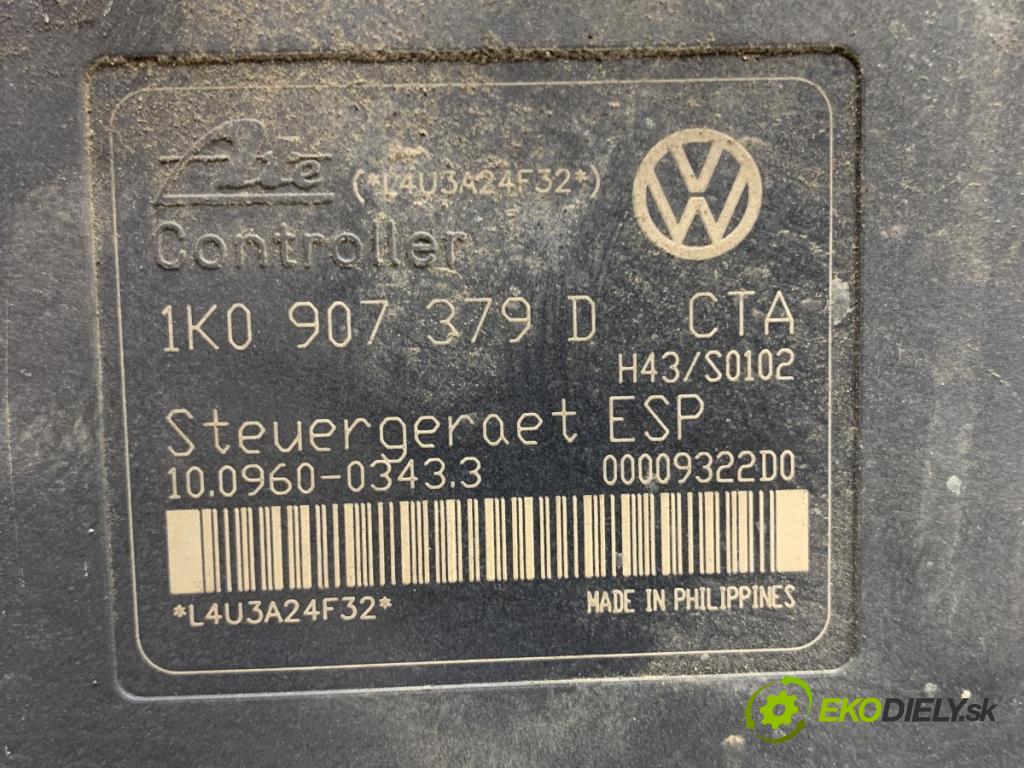 Ate (*L4U3A24F32*)
Controller
1K0 907 379 D CTA
H43/S0102
Steuergeraet ESP
10.0960-0343.3 00009322D0
*L4U3A24F32* MADE IN PHILIPPINES
EKODIELY.sk